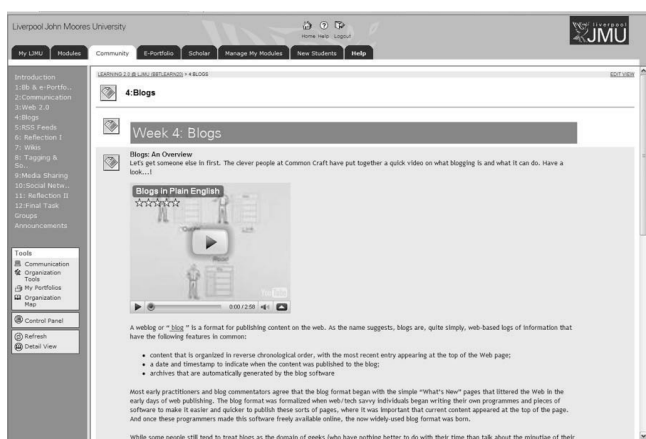 Liverpool John Moores University
Home Help Logout
Liverpool
JMU
My LJMU Modules Community E-Portfolio Scholar Manage My Modules New Students Help
Introduction
1:Bb & e-Portfo..
2:Communication
3:Web 2.0
4:Blogs
5:RSS Feeds
6: Reflection I
7: Wikis
8: Tagging &
So...
9:Media Sharing
10:Social Netw..
11: Reflection II
12:Final Task
Groups
Announcements
Tools
Communication
Organization
Tools
My Portfolios
Organization
Map
Control Panel
Refresh
Detail View
LEARNING 2.0 @ LJMU (BBTLEARN20) > 4:BLOGS
EDIT VIEW
4:Blogs
Week 4: Blogs
Blogs: An Overview
Let's get someone else in first. The clever people at Common Craft have put together a quick video on what blogging is and what it can do. Have a
look...!
Blogs in Plain English
0:00 / 2:58
A weblog or " blog " is a format for publishing content on the web. As the name suggests, blogs are, quite simply, web-based logs of information that
have the following features in common:
• content that is organized in reverse chronological order, with the most recent entry appearing at the top of the Web page;
• a date and timestamp to indicate when the content was published to the blog;
• archives that are automatically generated by the blog software
Most early practitioners and blog commentators agree that the blog format began with the simple "What's New" pages that littered the Web in the
early days of web publishing. The blog format was formalized when web/tech savvy individuals began writing their own programmes and pieces of
software to make it easier and quicker to publish these sorts of pages, where it was important that current content appeared at the top of the page.
And once these programmers made this software freely available online, the now widely-used blog format was born.
While some people still tend to treat blogs as the domain of geeks (who have nothing better to do with their time than talk about the minutiae of their